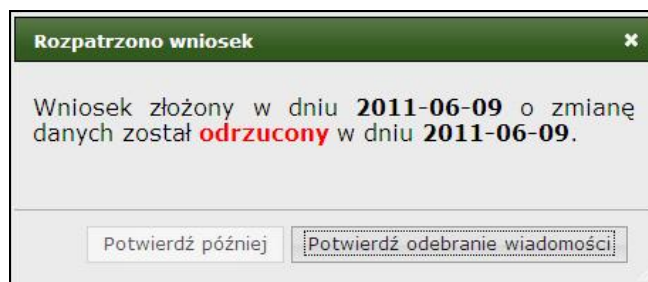 Rozpatrzono wniosek
Wniosek złożony w dniu 2011-06-09 o zmianę
danych został odrzucony w dniu 2011-06-09.
Potwierdź później Potwierdź odebranie wiadomości